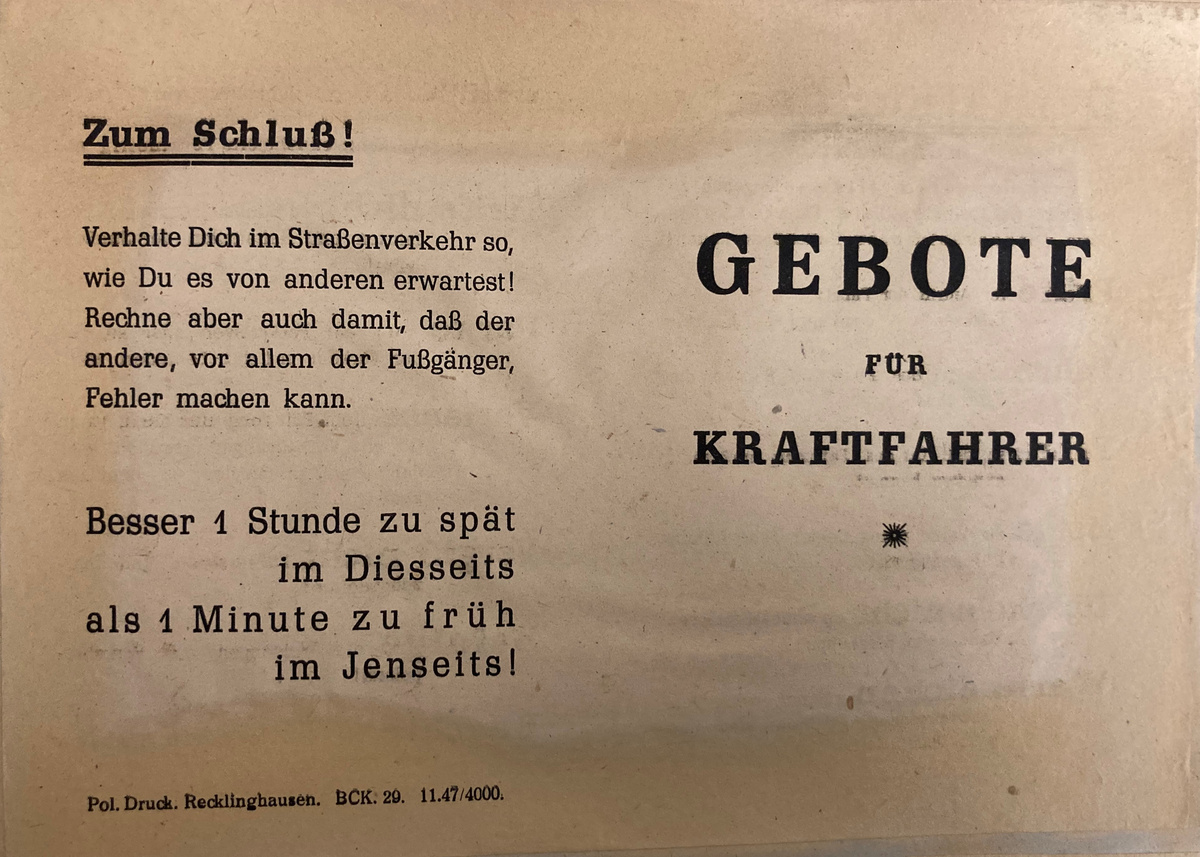 Zum Schluß!
Verhalte Dich im Straßenverkehr so,
wie Du es von anderen erwartest!
Rechne aber auch damit, daß der
andere, vor allem der Fußgänger,
Fehler machen kann.
Besser 1 Stunde zu spät
im Diesseits
als 1 Minute zu früh
im Jenseits!
Pol. Druck. Recklinghausen. BCK. 29. 11.47/4000.
GEBOTE
FÜR
KRAFTFAHRER